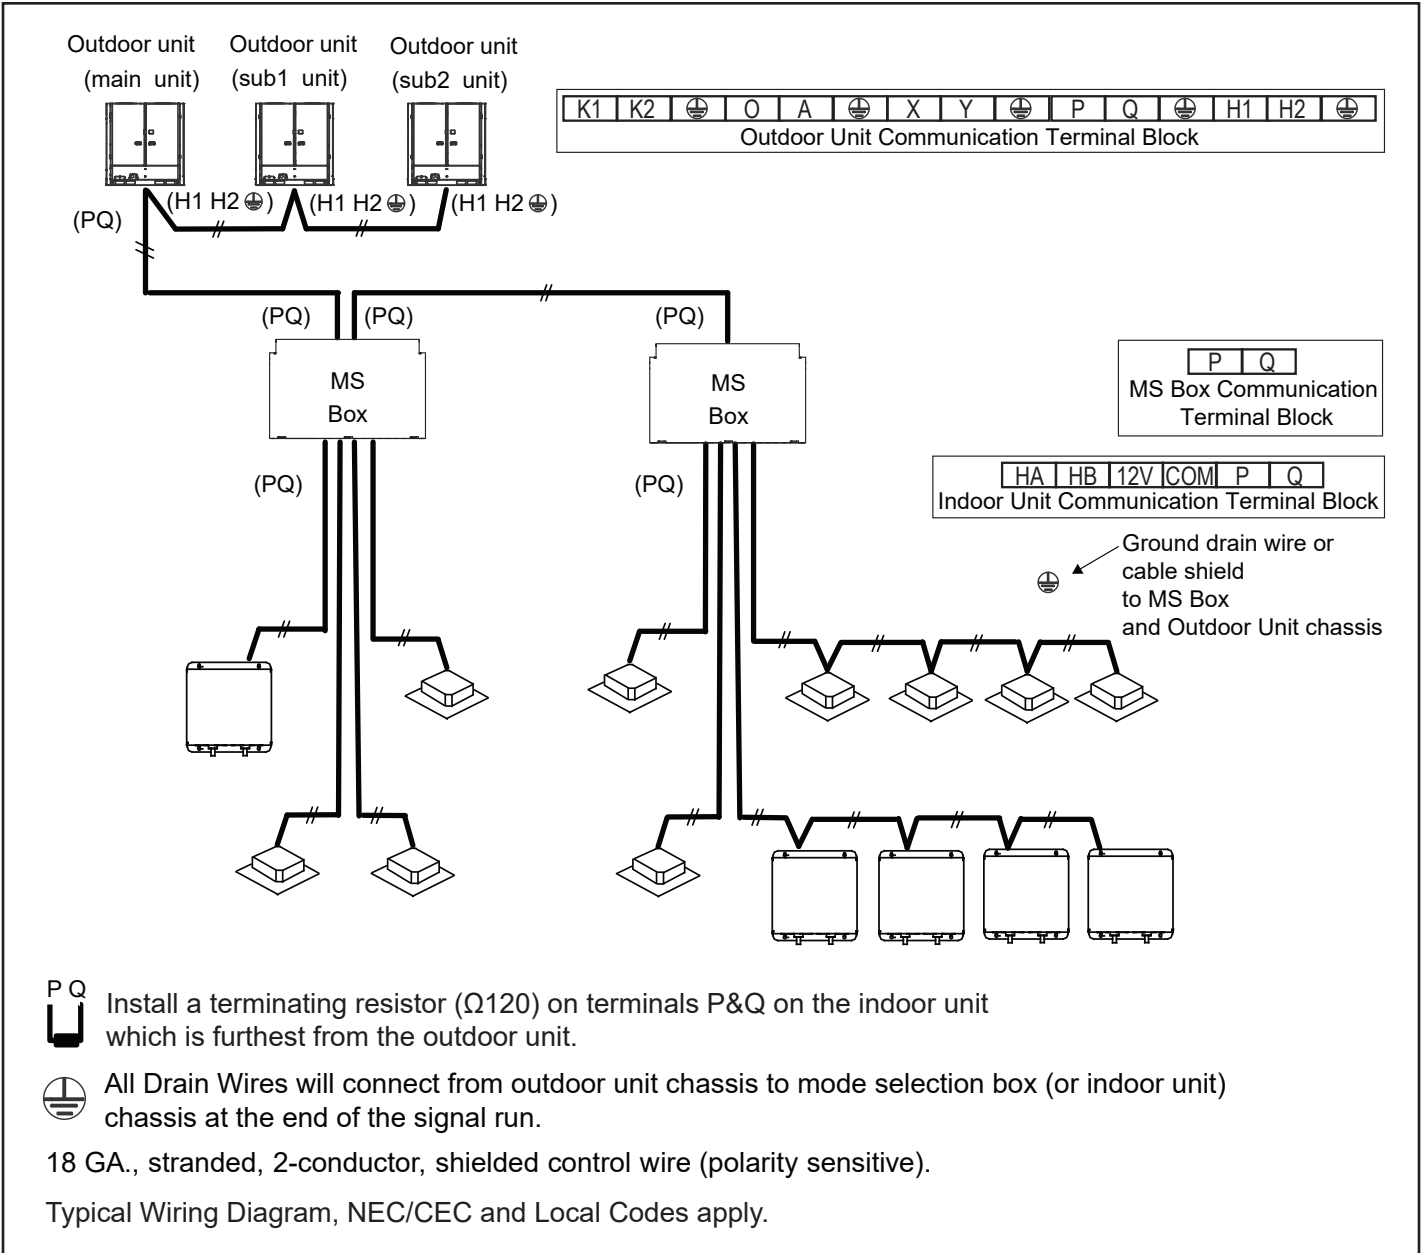 Outdoor unit
(main unit)
Outdoor unit
(sub1 unit)
Outdoor unit
(sub2 unit)
K1 K2 ⏚ O A ⏚ X Y ⏚ P Q ⏚ H1 H2 ⏚
Outdoor Unit Communication Terminal Block
(PQ)
(H1 H2 ⏚)
(H1 H2 ⏚)
(H1 H2 ⏚)
(PQ)
(PQ)
(PQ)
MS
Box
MS
Box
P Q
MS Box Communication
Terminal Block
(PQ)
(PQ)
HA HB 12V COM P Q
Indoor Unit Communication Terminal Block
Ground drain wire or
cable shield
to MS Box
and Outdoor Unit chassis
P Q
Install a terminating resistor (Ω120) on terminals P&Q on the indoor unit
which is furthest from the outdoor unit.
All Drain Wires will connect from outdoor unit chassis to mode selection box (or indoor unit)
chassis at the end of the signal run.
18 GA., stranded, 2-conductor, shielded control wire (polarity sensitive).
Typical Wiring Diagram, NEC/CEC and Local Codes apply.